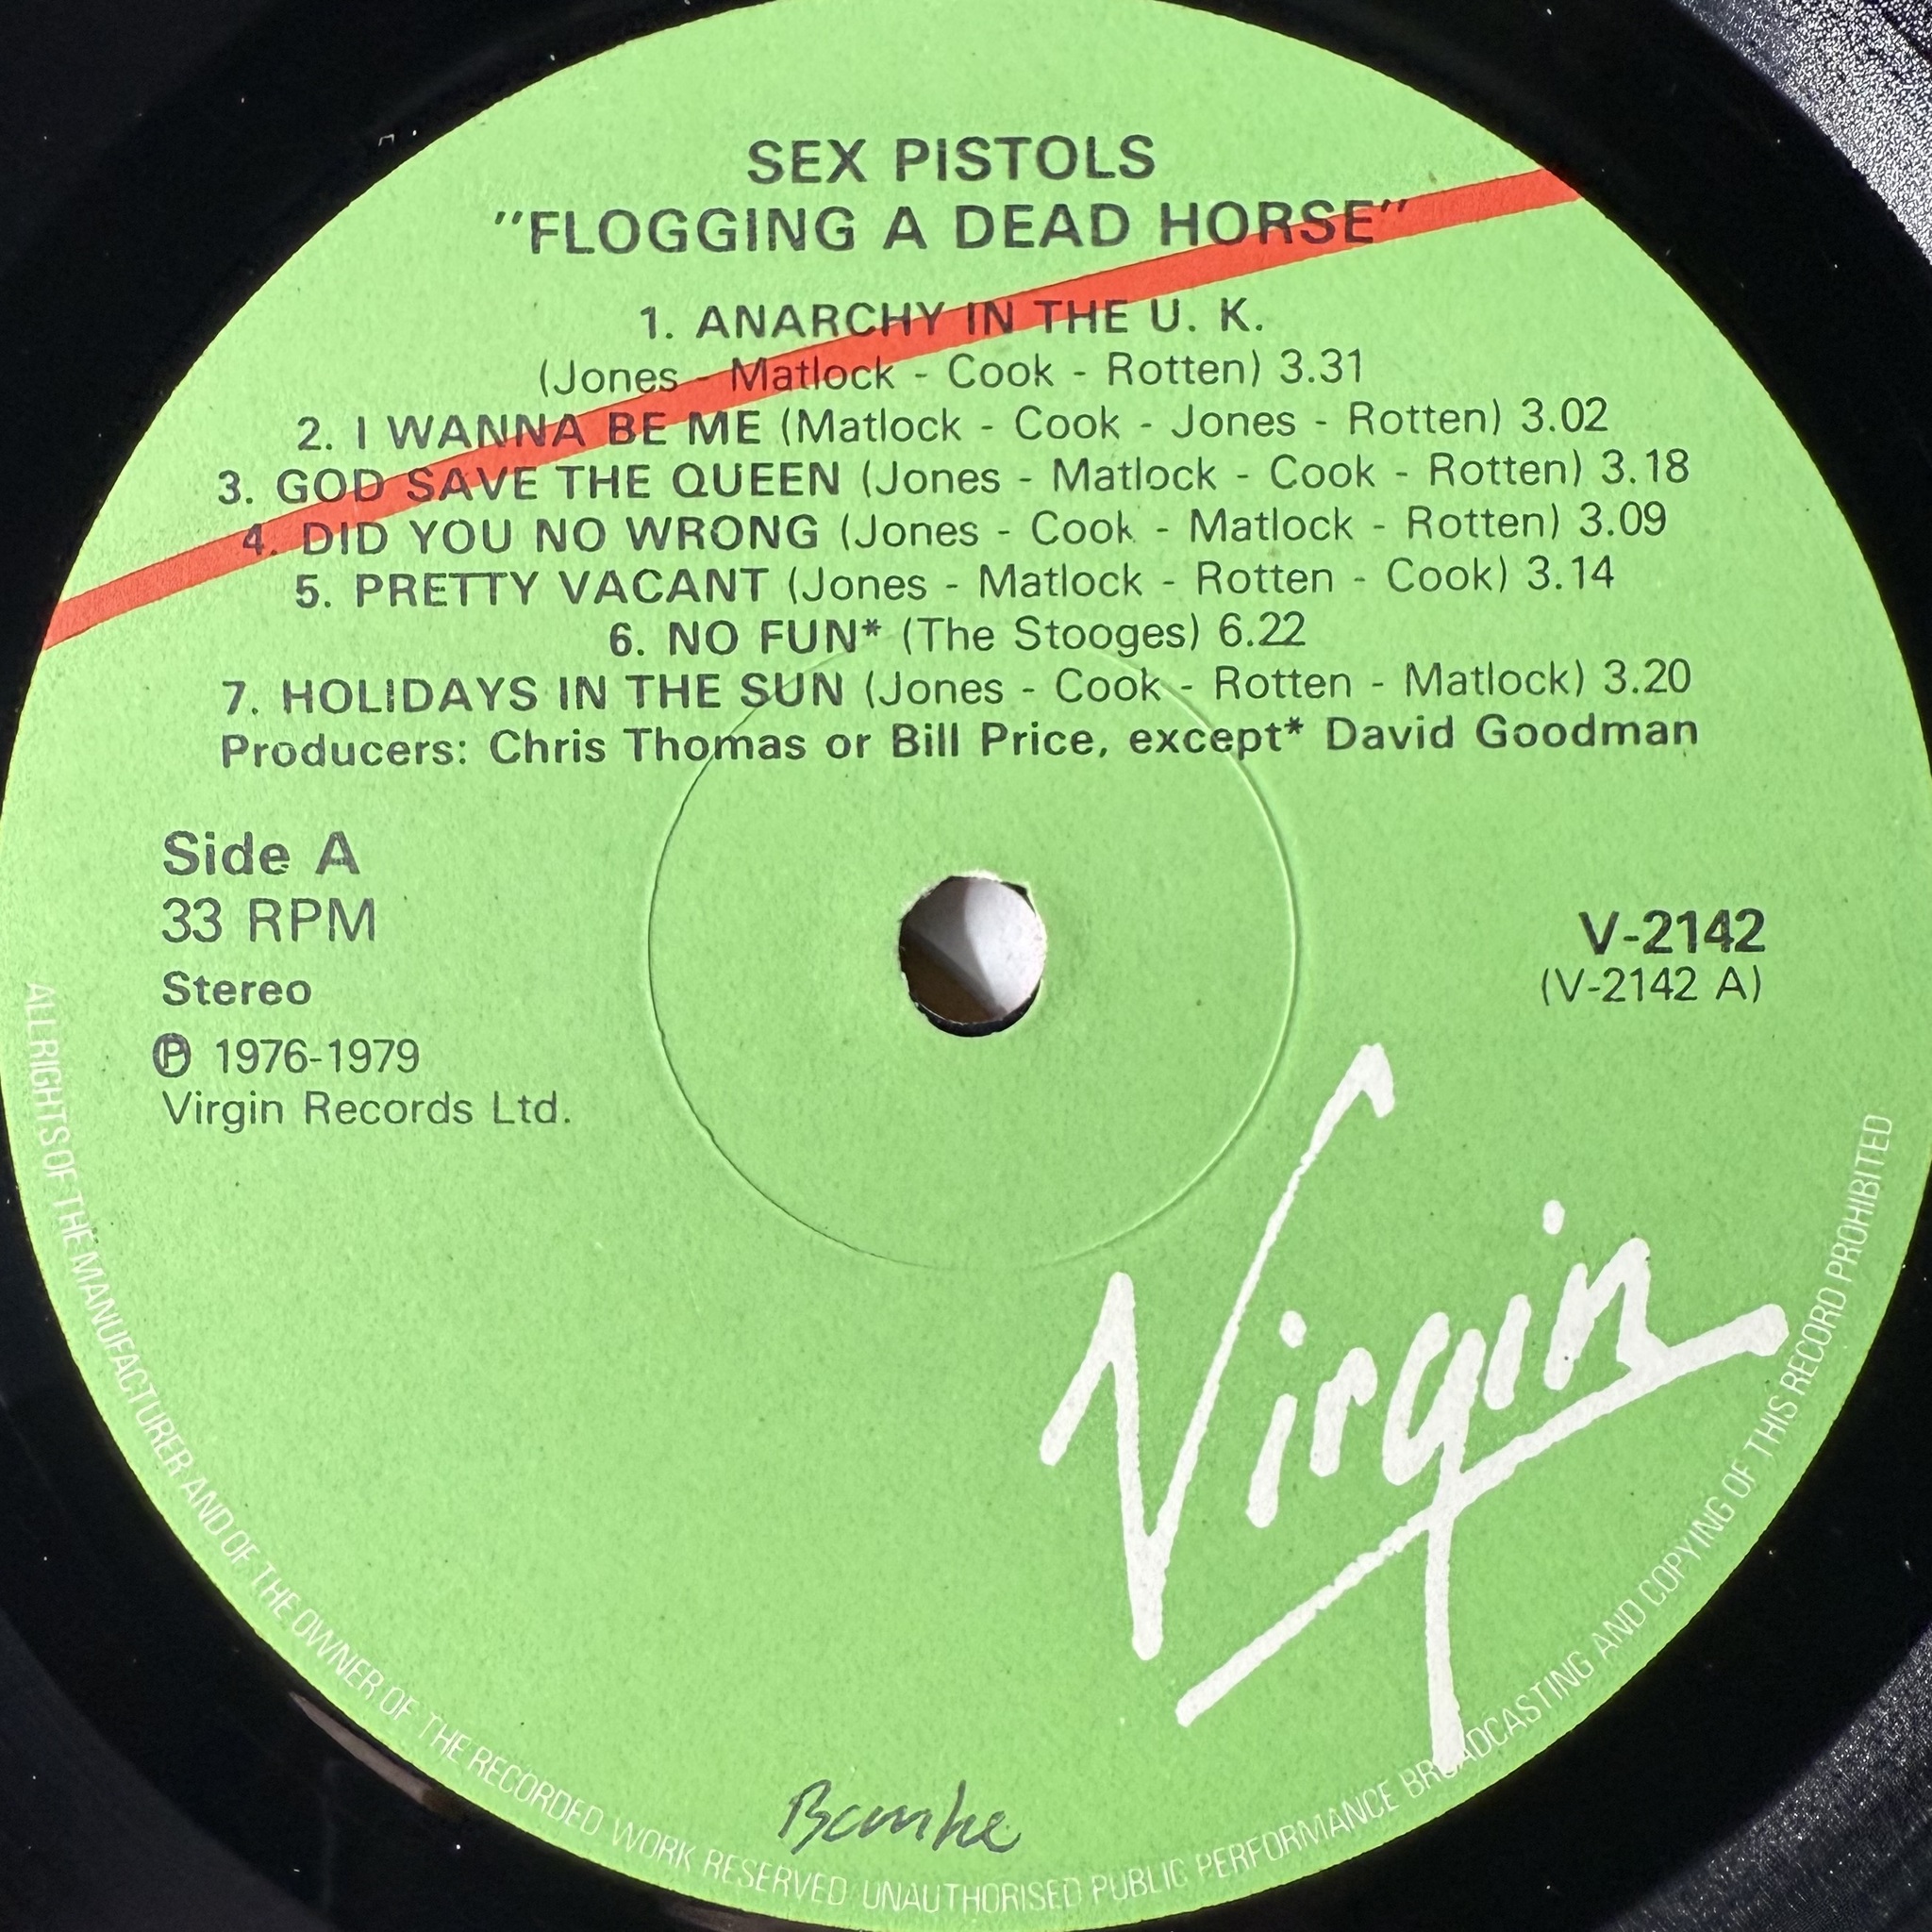 SEX PISTOLS
"FLOGGING A DEAD HORSE"
1. ANARCHY IN THE U. K.
(Jones - Matlock - Cook - Rotten) 3.31
2. I WANNA BE ME (Matlock - Cook - Jones - Rotten) 3.02
3. GOD SAVE THE QUEEN (Jones - Matlock - Cook - Rotten) 3.18
4. DID YOU NO WRONG (Jones - Cook - Matlock - Rotten) 3.09
5. PRETTY VACANT (Jones - Matlock - Rotten - Cook) 3.14
6. NO FUN* (The Stooges) 6.22
7. HOLIDAYS IN THE SUN (Jones - Cook - Rotten - Matlock) 3.20
Producers: Chris Thomas or Bill Price, except* David Goodman
Side A
33 RPM
Stereo
℗ 1976-1979
Virgin Records Ltd.
V-2142
(V-2142 A)
Virgin
ALL RIGHTS OF THE MANUFACTURER AND OF THE OWNER OF THE RECORDED WORK RESERVED UNAUTHORISED PUBLIC PERFORMANCE BROADCASTING AND COPYING OF THIS RECORD PROHIBITED